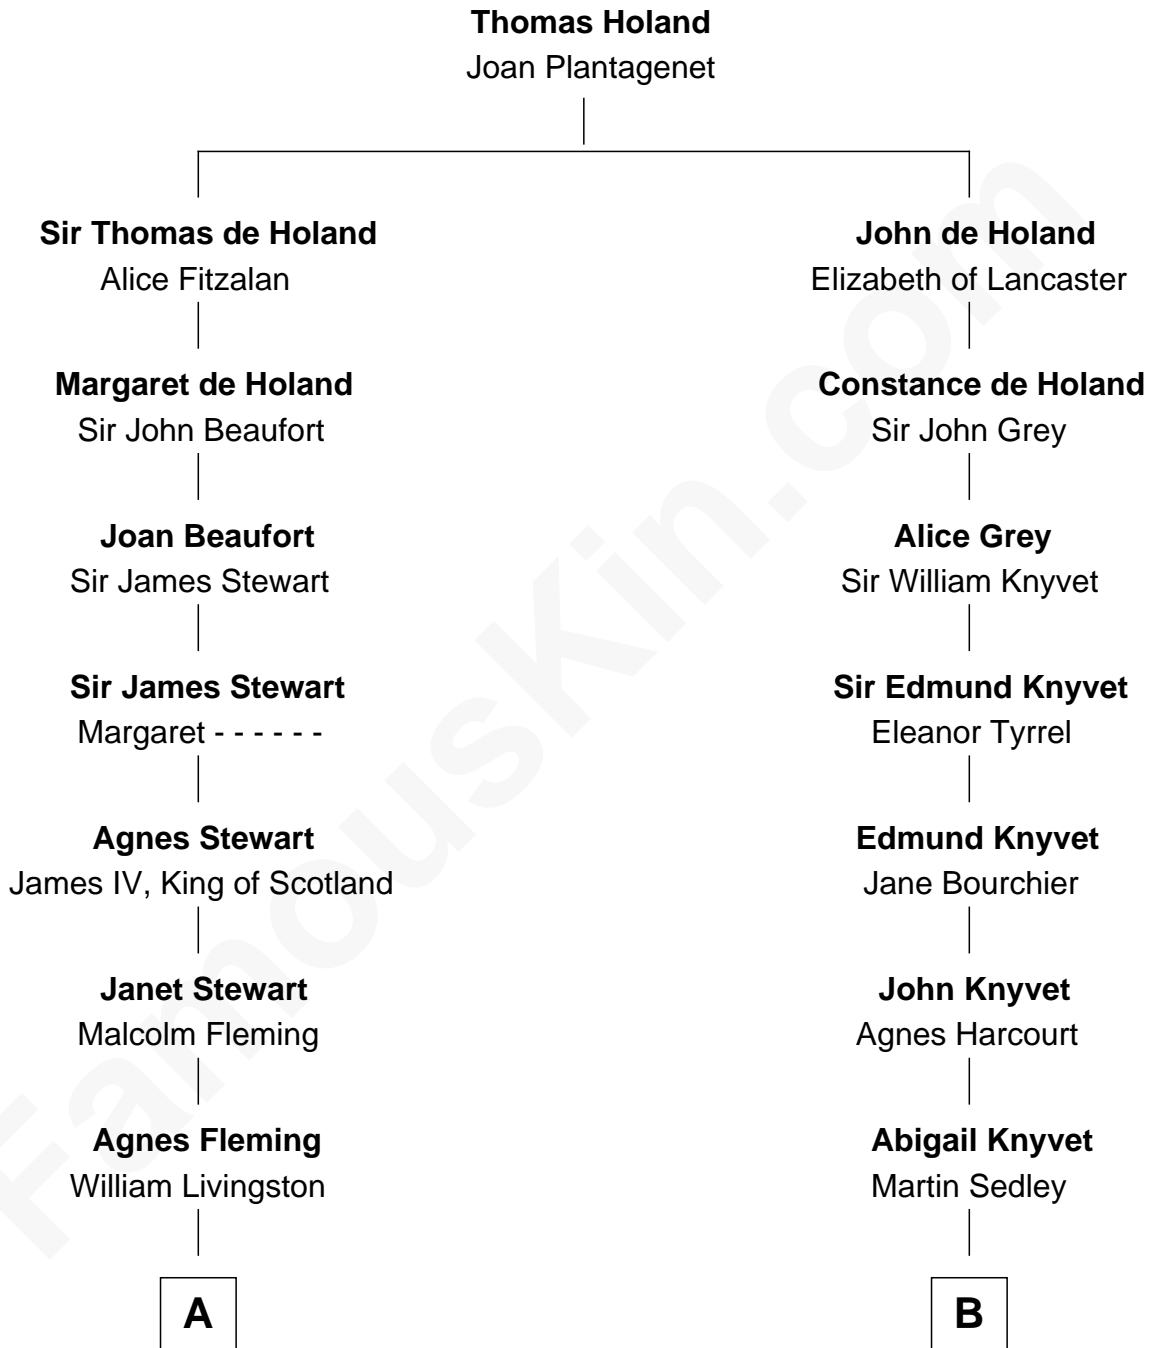 Thomas Holand
Joan Plantagenet
Sir Thomas de Holand
Alice Fitzalan
Margaret de Holand
Sir John Beaufort
Joan Beaufort
Sir James Stewart
Sir James Stewart
Margaret - - - - - -
Agnes Stewart
James IV, King of Scotland
Janet Stewart
Malcolm Fleming
Agnes Fleming
William Livingston
A
John de Holand
Elizabeth of Lancaster
Constance de Holand
Sir John Grey
Alice Grey
Sir William Knyvet
Sir Edmund Knyvet
Eleanor Tyrrel
Edmund Knyvet
Jane Bourchier
John Knyvet
Agnes Harcourt
Abigail Knyvet
Martin Sedley
B
FamousKin.com